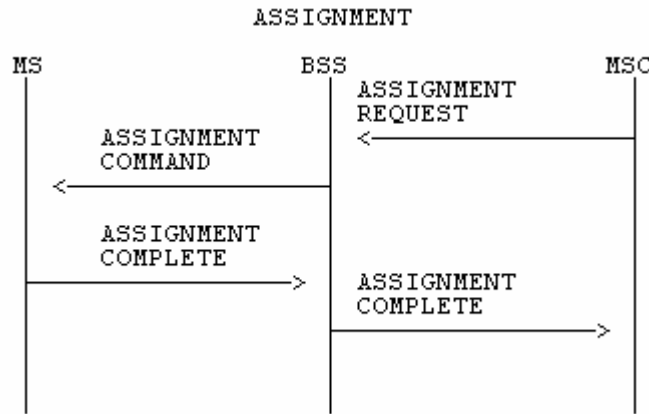 ASSIGNMENT
MS
BSS
MSC
ASSIGNMENT
REQUEST
ASSIGNMENT
COMMAND
ASSIGNMENT
COMPLETE
ASSIGNMENT
COMPLETE